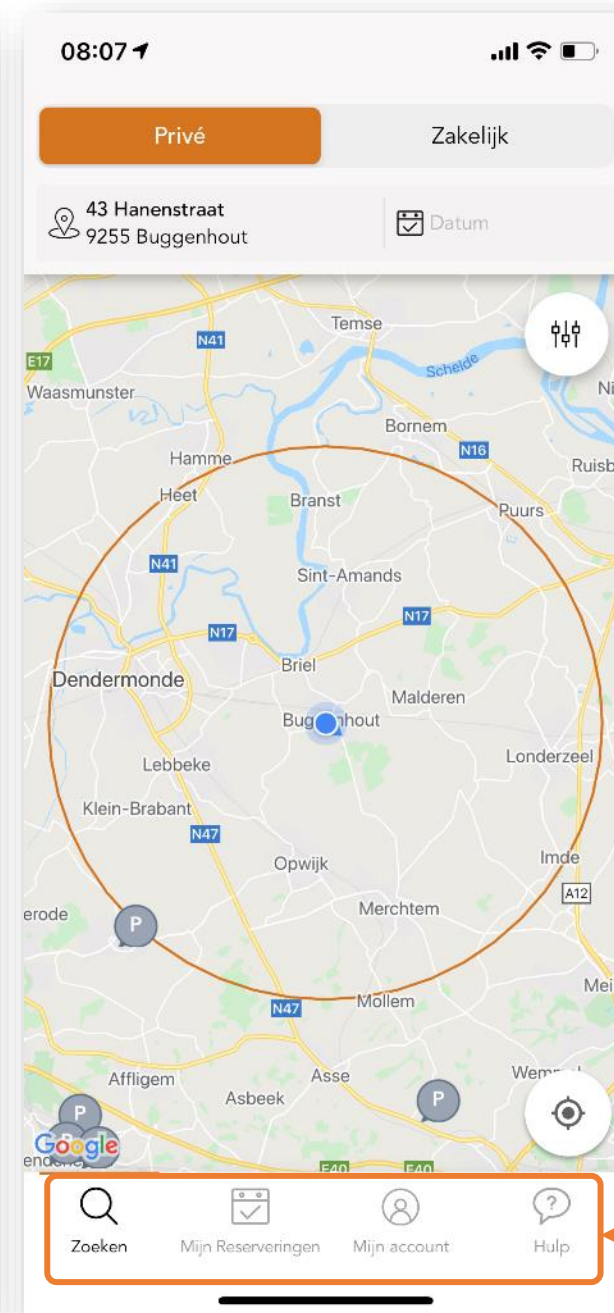 08:07
Privé
Zakelijk
43 Hanenstraat
9255 Buggenhout
Datum
Temse
N41
E17
Schelde
Waasmunster
Bornem
N16
Hamme
Ruisb
Heet
Branst
Puurs
N41
Sint-Amands
N17
N17
Briel
Dendermonde
Malderen
Lebbeke
Londerzeel
Klein-Brabant
N47
Opwijk
Imde
A12
erode
Merchtem
P
Mei
N47
Mollem
Affligem
Asse
Asbeek
P
P
Google
E40
E40
Zoeken
Mijn Reserveringen
Mijn account
Hulp